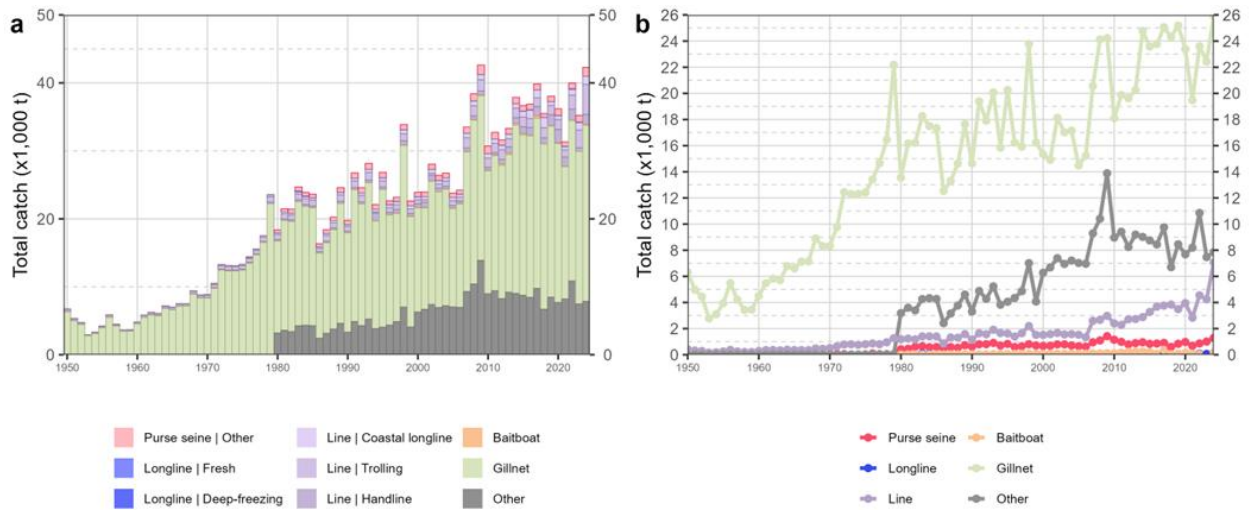 a
Total catch (x1,000 t)
50
40
20
0
50
40
20
0
1950 1960 1970 1980 1990 2000 2010 2020
Purse seine | Other
Line | Coastal longline
Baitboat
Longline | Fresh
Line | Trolling
Gillnet
Longline | Deep-freezing
Line | Handline
Other
b
Total catch (x1,000 t)
26
24
22
20
18
16
14
12
10
8
6
4
2
0
26
24
22
20
18
16
14
12
10
8
6
4
2
0
1950 1960 1970 1980 1990 2000 2010 2020
Purse seine
Baitboat
Longline
Gillnet
Line
Other